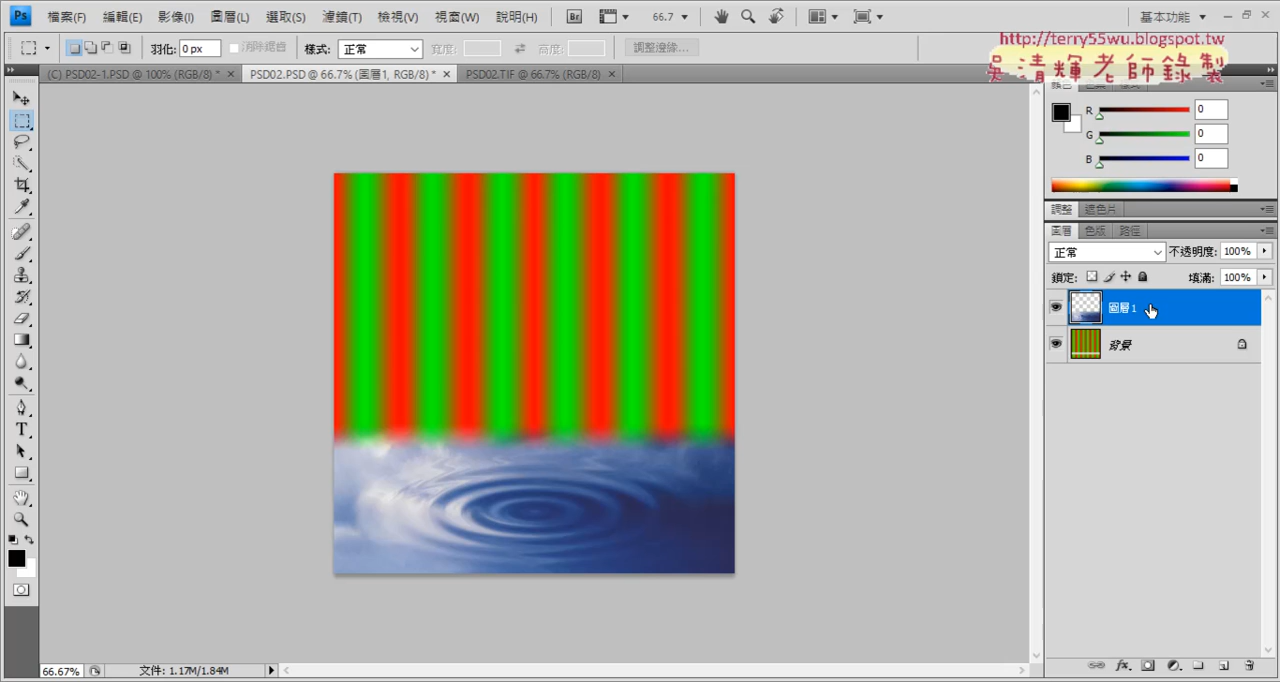 Ps 檔案(F) 編輯(E) 影像(I) 圖層(L) 選取(S) 濾鏡(T) 檢視(V) 視窗(W) 說明(H) Br 66.7 基本功能
羽化: 0 px 消除鋸齒 樣式: 正常 寬度: 高度: 調整邊緣...
http://terry55wu.blogspot.tw
吳清輝老師錄製
(C) PSD02-1.PSD @ 100% (RGB/8) * PSD02.PSD @ 66.7% (圖層1, RGB/8) * PSD02.TIF @ 66.7% (RGB/8)
R 0
G 0
B 0
調整 遮色片
圖層 色版 路徑
正常 不透明度: 100%
鎖定: 填滿: 100%
圖層1
背景
T
fx
66.67% 文件: 1.17M/1.84M